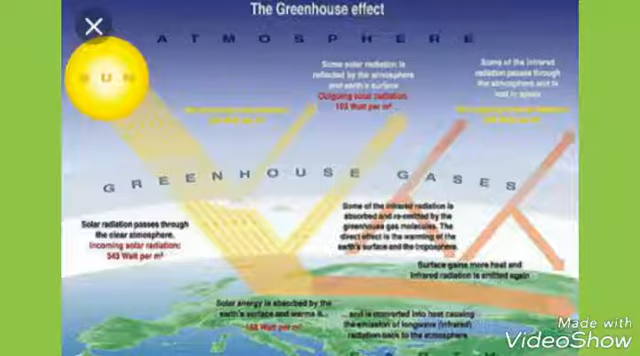 The Greenhouse effect
A T M O S P H E R E
SUN
Some solar radiation is
reflected by the atmosphere
and earth's surface
Outgoing solar radiation:
103 Watt per m²
Some of the infrared
radiation passes through
the atmosphere and is
lost in space
G R E E N H O U S E G A S E S
Solar radiation passes through
the clear atmosphere.
Incoming solar radiation:
343 Watt per m²
Some of the infrared radiation is
absorbed and re-emitted by the
greenhouse gas molecules. The
direct effect is the warming of the
earth's surface and the troposphere.
Surface gains more heat and
infrared radiation is emitted again
Solar energy is absorbed by the
earth's surface and warms it...
168 Watt per m²
... and is converted into heat causing
the emission of longwave (infrared)
radiation back to the atmosphere
Made with
VideoShow